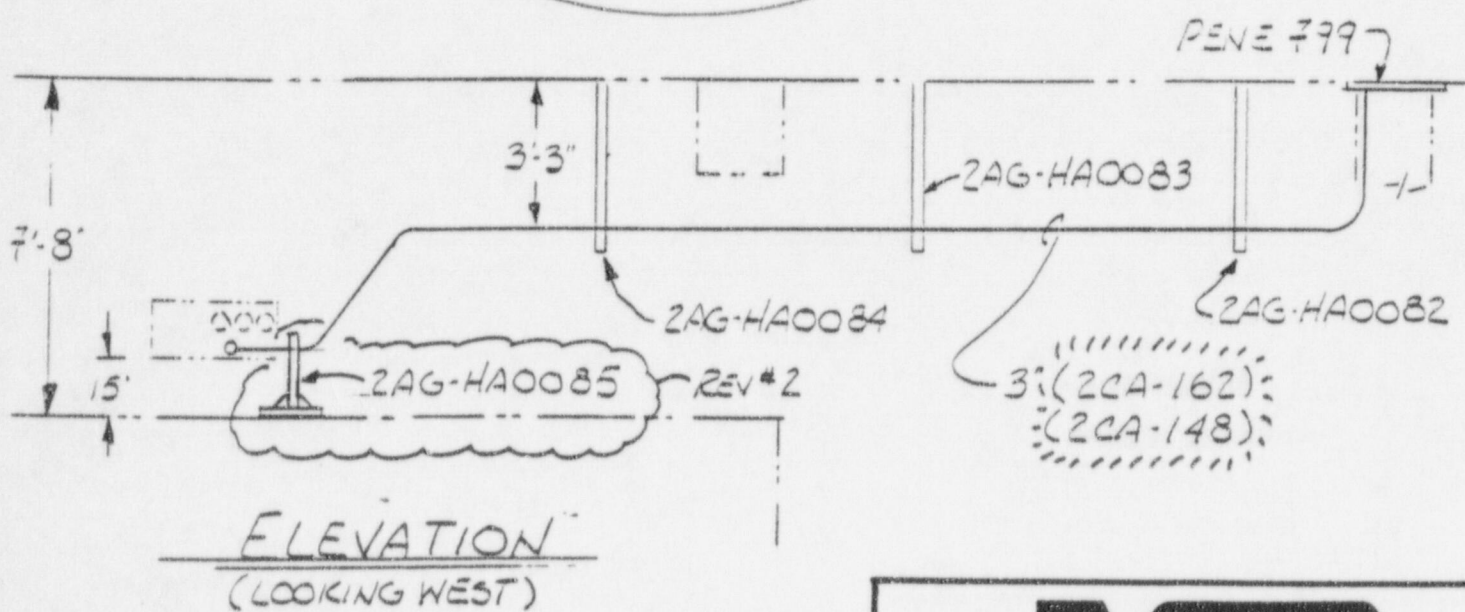 PENE 799
3'-3"
2AG-HA0083
7'-8"
2AG-HA0084
2AG-HA0082
15'
2AG-HA0085
REV #2
3" (2CA-162)
(2CA-148)
ELEVATION
(LOOKING WEST)